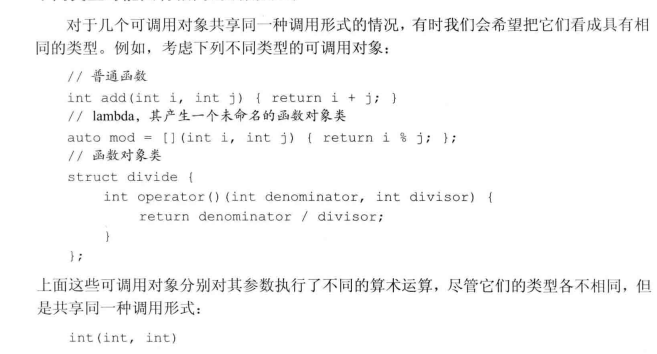 对于几个可调用对象共享同一种调用形式的情况，有时我们会希望把它们看成具有相
同的类型。例如，考虑下列不同类型的可调用对象：
// 普通函数
int add(int i, int j) { return i + j; }
// lambda，其产生一个未命名的函数对象类
auto mod = [](int i, int j) { return i % j; };
// 函数对象类
struct divide {
int operator()(int denominator, int divisor) {
return denominator / divisor;
}
};
上面这些可调用对象分别对其参数执行了不同的算术运算，尽管它们的类型各不相同，但
是共享同一种调用形式：
int(int, int)